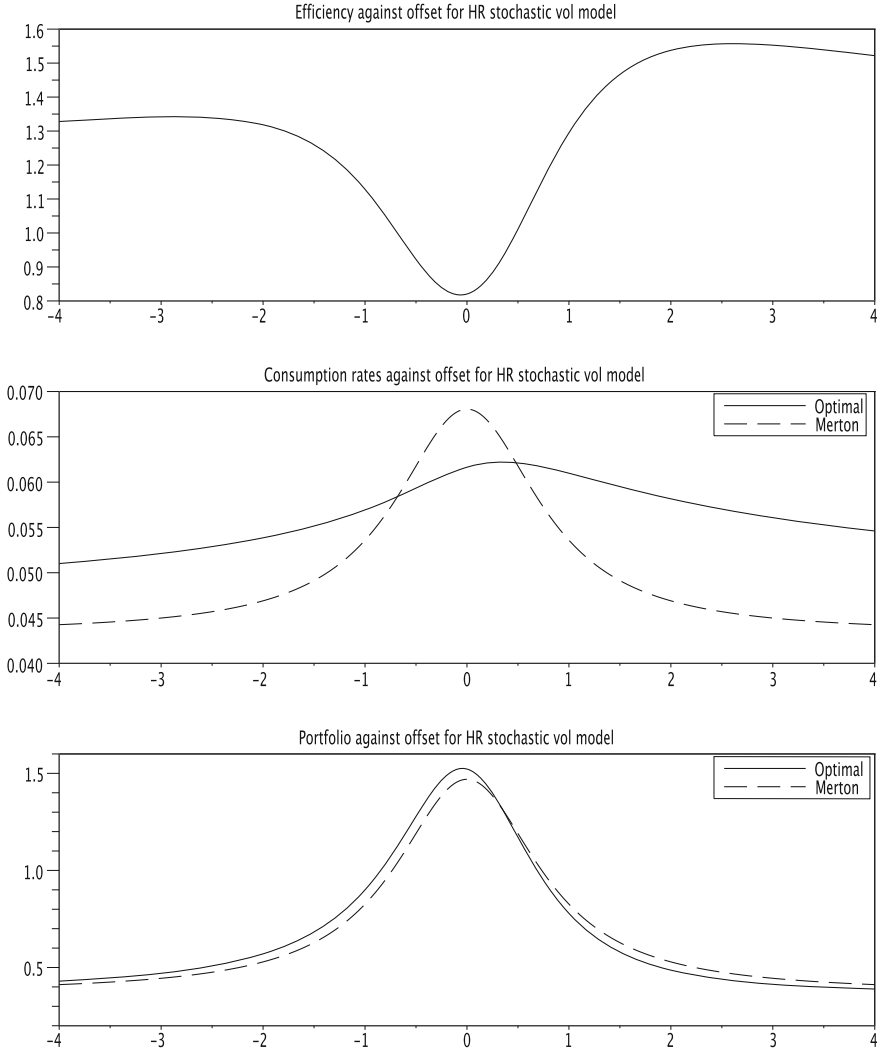 Efficiency against offset for HR stochastic vol model
1.6
1.5
1.4
1.3
1.2
1.1
1.0
0.9
0.8
−4 −3 −2 −1 0 1 2 3 4
Consumption rates against offset for HR stochastic vol model
0.070
Optimal
Merton
0.065
0.060
0.055
0.050
0.045
0.040
−4 −3 −2 −1 0 1 2 3 4
Portfolio against offset for HR stochastic vol model
Optimal
1.5
Merton
1.0
0.5
−4 −3 −2 −1 0 1 2 3 4